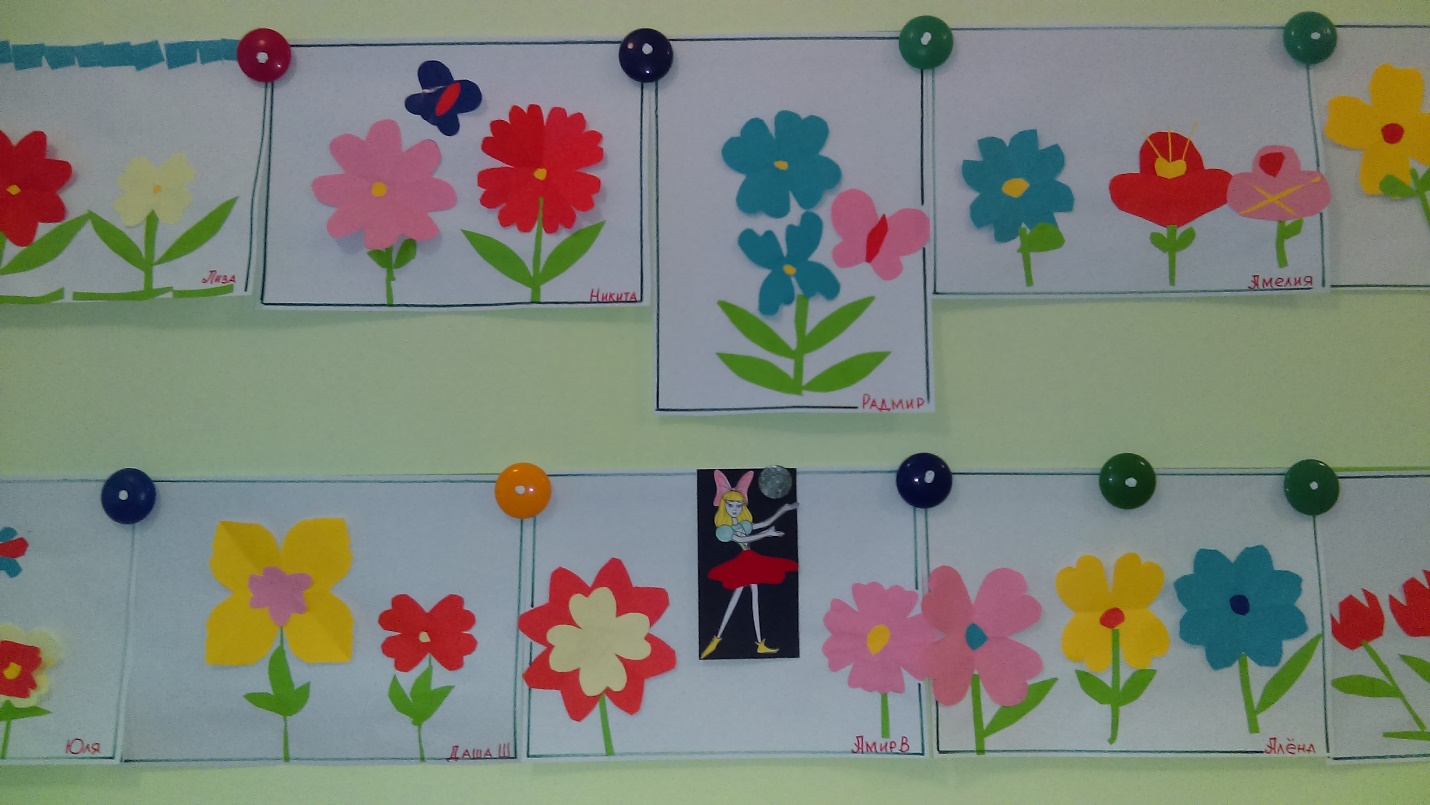 Лиза
Никита
Радмир
Амелия
Юля
Даша Ш
Амир В
Алёна